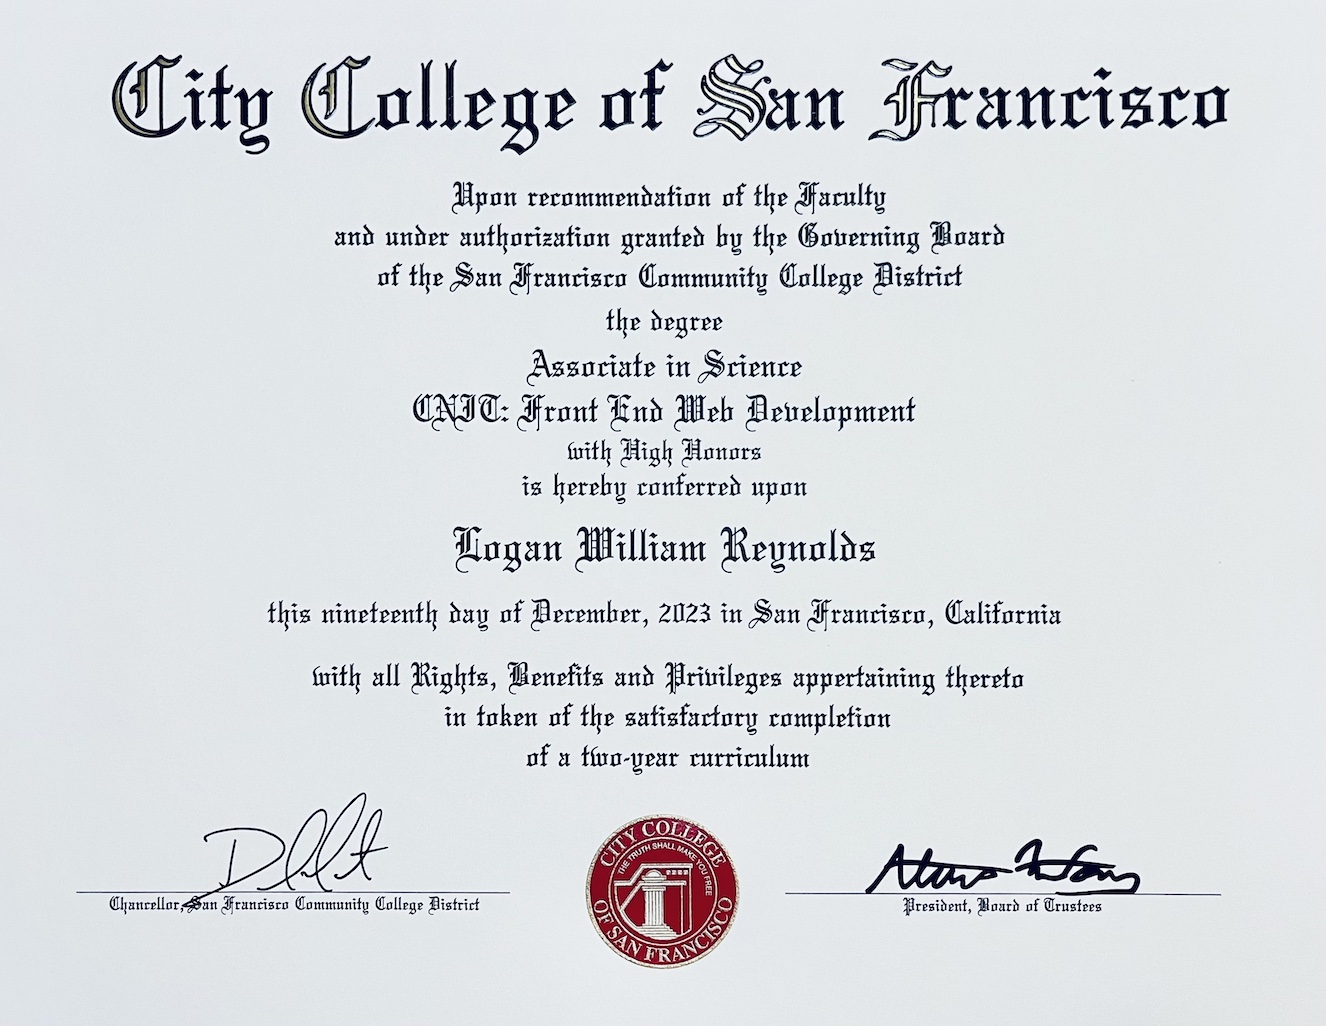 City College of San Francisco
Upon recommendation of the Faculty
and under authorization granted by the Governing Board
of the San Francisco Community College District
the degree
Associate in Science
CNIT: Front End Web Development
with High Honors
is hereby conferred upon
Logan William Reynolds
this nineteenth day of December, 2023 in San Francisco, California
with all Rights, Benefits and Privileges appertaining thereto
in token of the satisfactory completion
of a two-year curriculum
Chancellor, San Francisco Community College District
CITY COLLEGE
THE TRUTH SHALL MAKE YOU FREE
OF SAN FRANCISCO
President, Board of Trustees